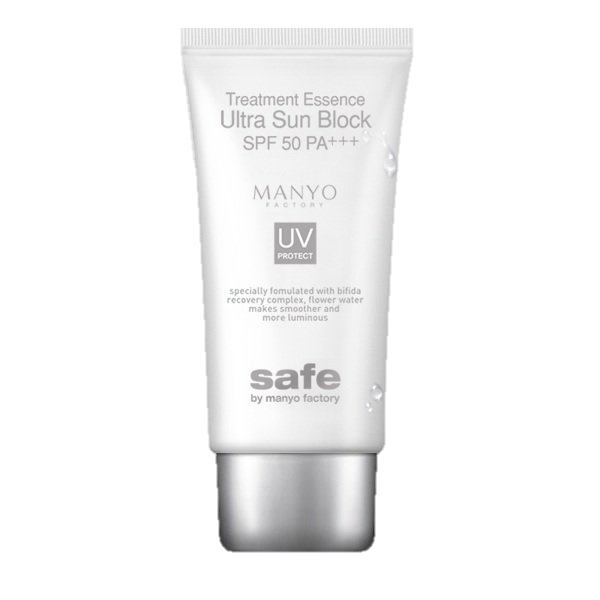 Treatment Essence
Ultra Sun Block
SPF 50 PA+++
MANYO
FACTORY
UV
PROTECT
specially fomulated with bifida
recovery complex, flower water
makes smoother and
more luminous
safe
by manyo factory